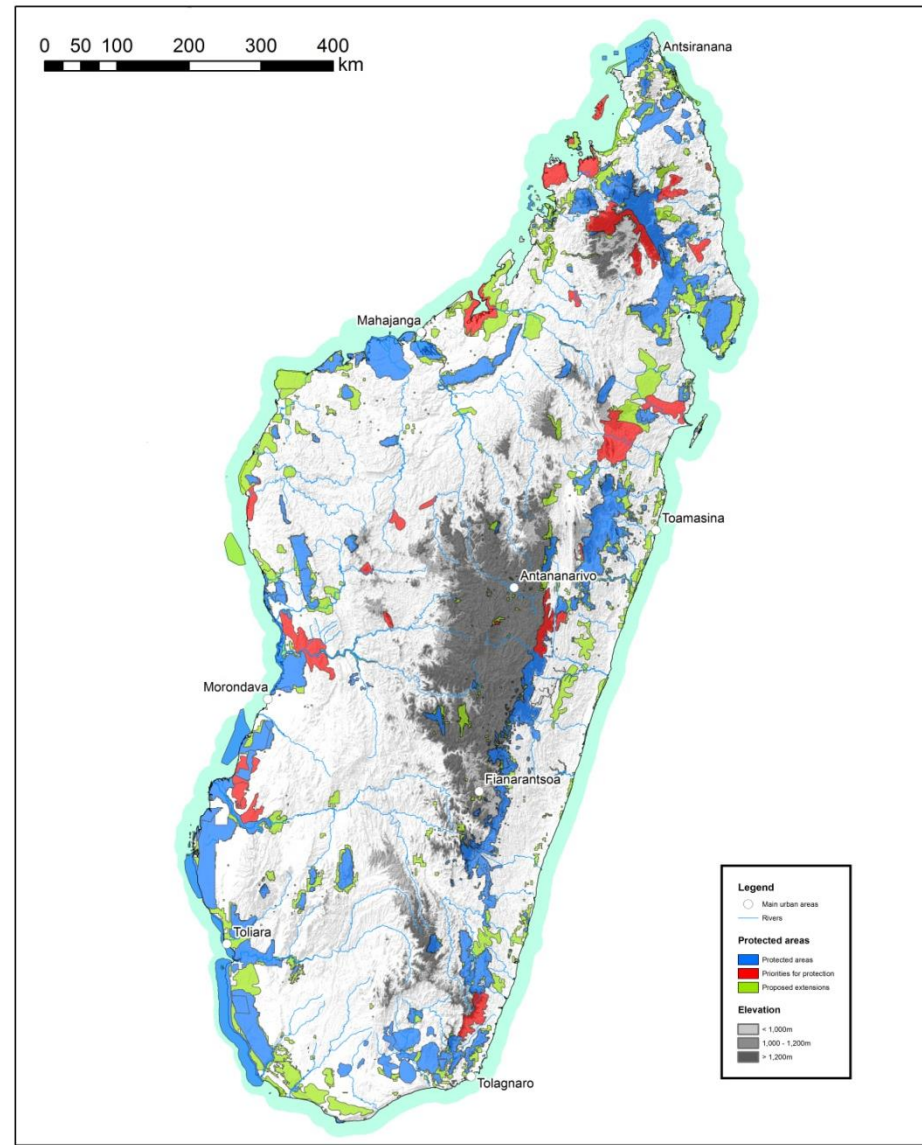 0 50 100 200 300 400
km
Antsiranana
Mahajanga
Toamasina
Antananarivo
Morondava
Fianarantsoa
Toliara
Tolagnaro
Legend
Main urban areas
Rivers
Protected areas
Protected areas
Priorities for protection
Proposed extensions
Elevation
< 1,000m
1,000 - 1,200m
> 1,200m